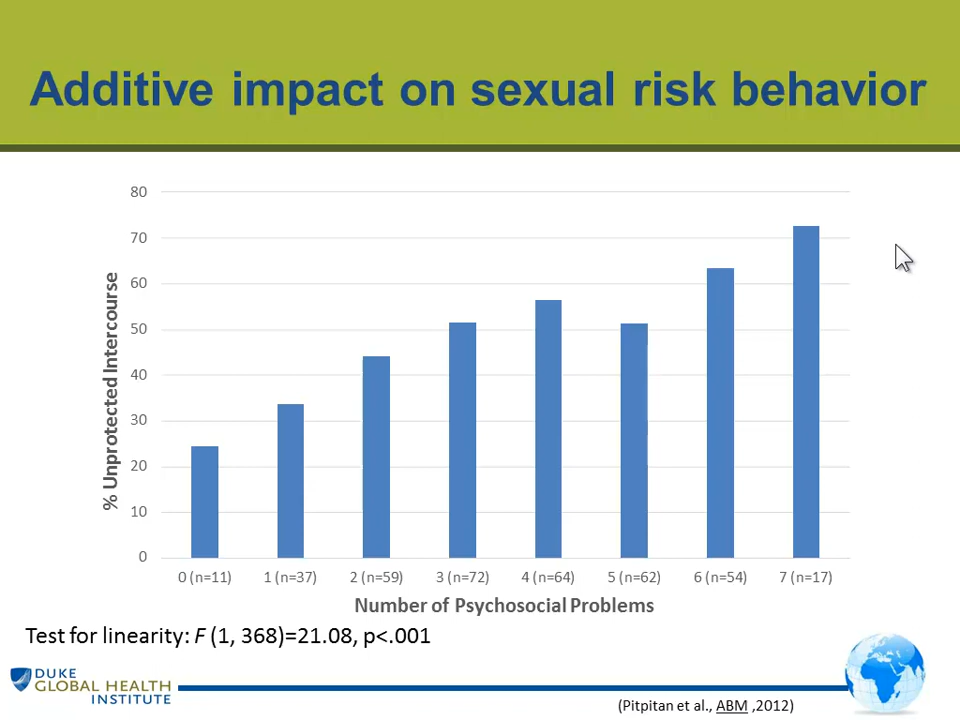 Additive impact on sexual risk behavior
80
70
60
50
40
30
20
10
0
% Unprotected Intercourse
0 (n=11) 1 (n=37) 2 (n=59) 3 (n=72) 4 (n=64) 5 (n=62) 6 (n=54) 7 (n=17)
Number of Psychosocial Problems
Test for linearity: F (1, 368)=21.08, p<.001
DUKE
GLOBAL HEALTH
INSTITUTE
(Pitpitan et al., ABM ,2012)